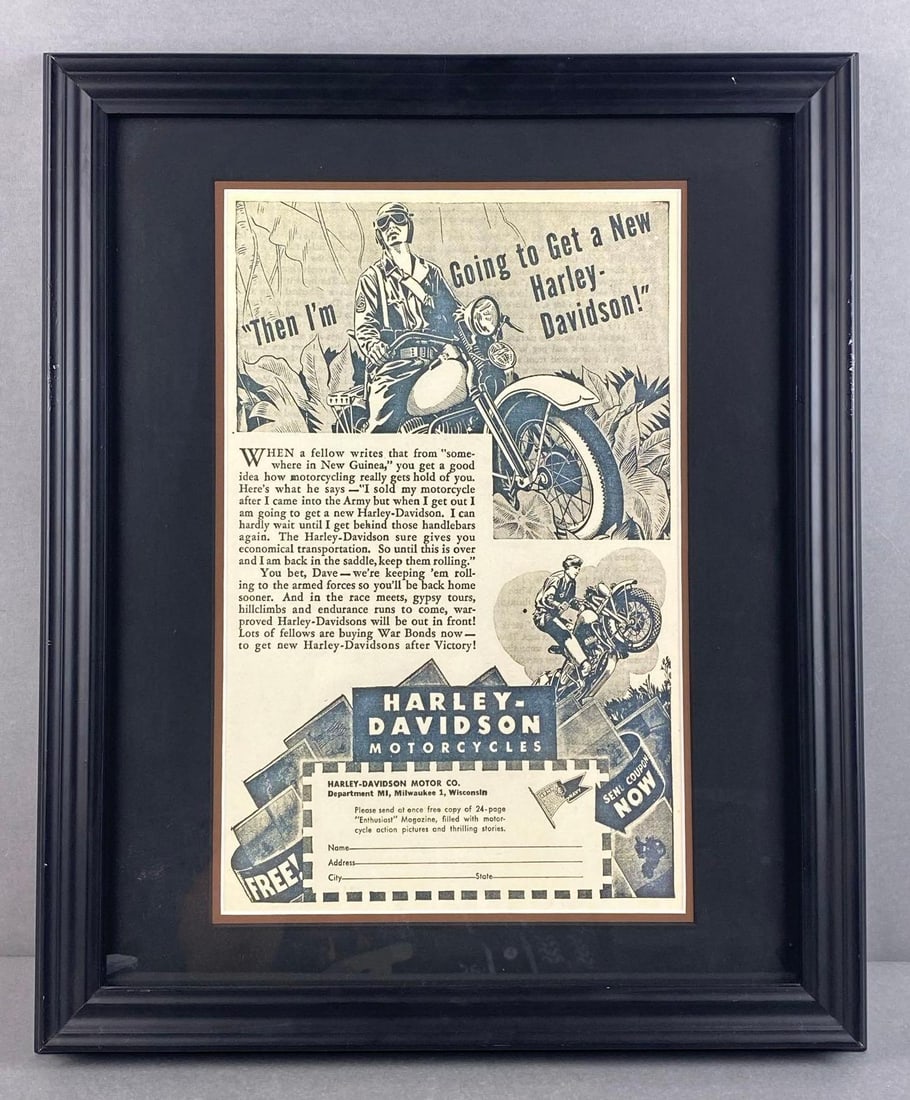 "Then I'm
Going to Get a New
Harley-
Davidson!"
WHEN a fellow writes that from "some-
where in New Guinea," you get a good
idea how motorcycling really gets hold of you.
Here's what he says—"I sold my motorcycle
after I came into the Army but when I get out I
am going to get a new Harley-Davidson. I can
hardly wait until I get behind those handlebars
again. The Harley-Davidson sure gives you
economical transportation. So until this is over
and I am back in the saddle, keep them rolling."
You bet, Dave—we're keeping 'em roll-
ing to the armed forces so you'll be back home
sooner. And in the race meets, gypsy tours,
hillclimbs and endurance runs to come, war-
proved Harley-Davidsons will be out in front!
Lots of fellows are buying War Bonds now—
to get new Harley-Davidsons after Victory!
HARLEY-
DAVIDSON
MOTORCYCLES
HARLEY-DAVIDSON MOTOR CO.
Department MI, Milwaukee 1, Wisconsin
Please send at once free copy of 24-page
"Enthusiast" Magazine, filled with motor-
cycle action pictures and thrilling stories.
Name
Address
City State
FREE!
SEND COUPON
NOW